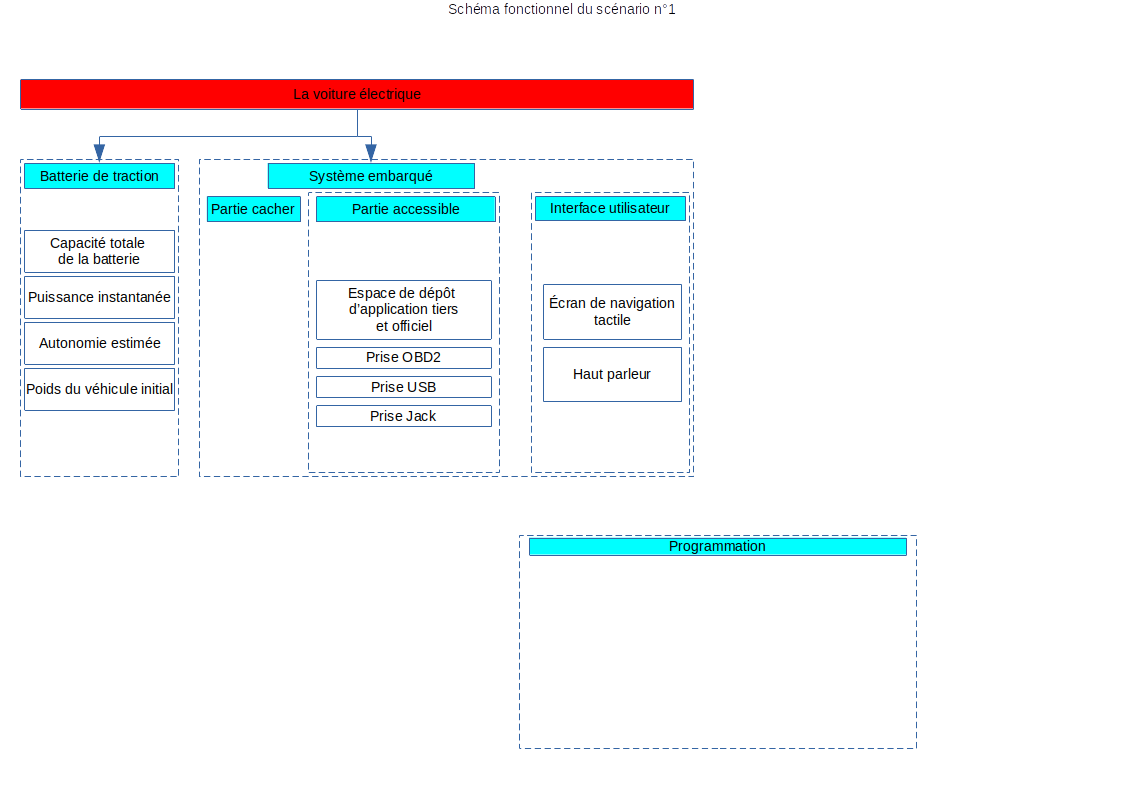 Schéma fonctionnel du scénario n°1
La voiture électrique
Batterie de traction
Capacité totale
de la batterie
Puissance instantanée
Autonomie estimée
Poids du véhicule initial
Système embarqué
Partie cacher
Partie accessible
Espace de dépôt
d’application tiers
et officiel
Prise OBD2
Prise USB
Prise Jack
Interface utilisateur
Écran de navigation
tactile
Haut parleur
Programmation